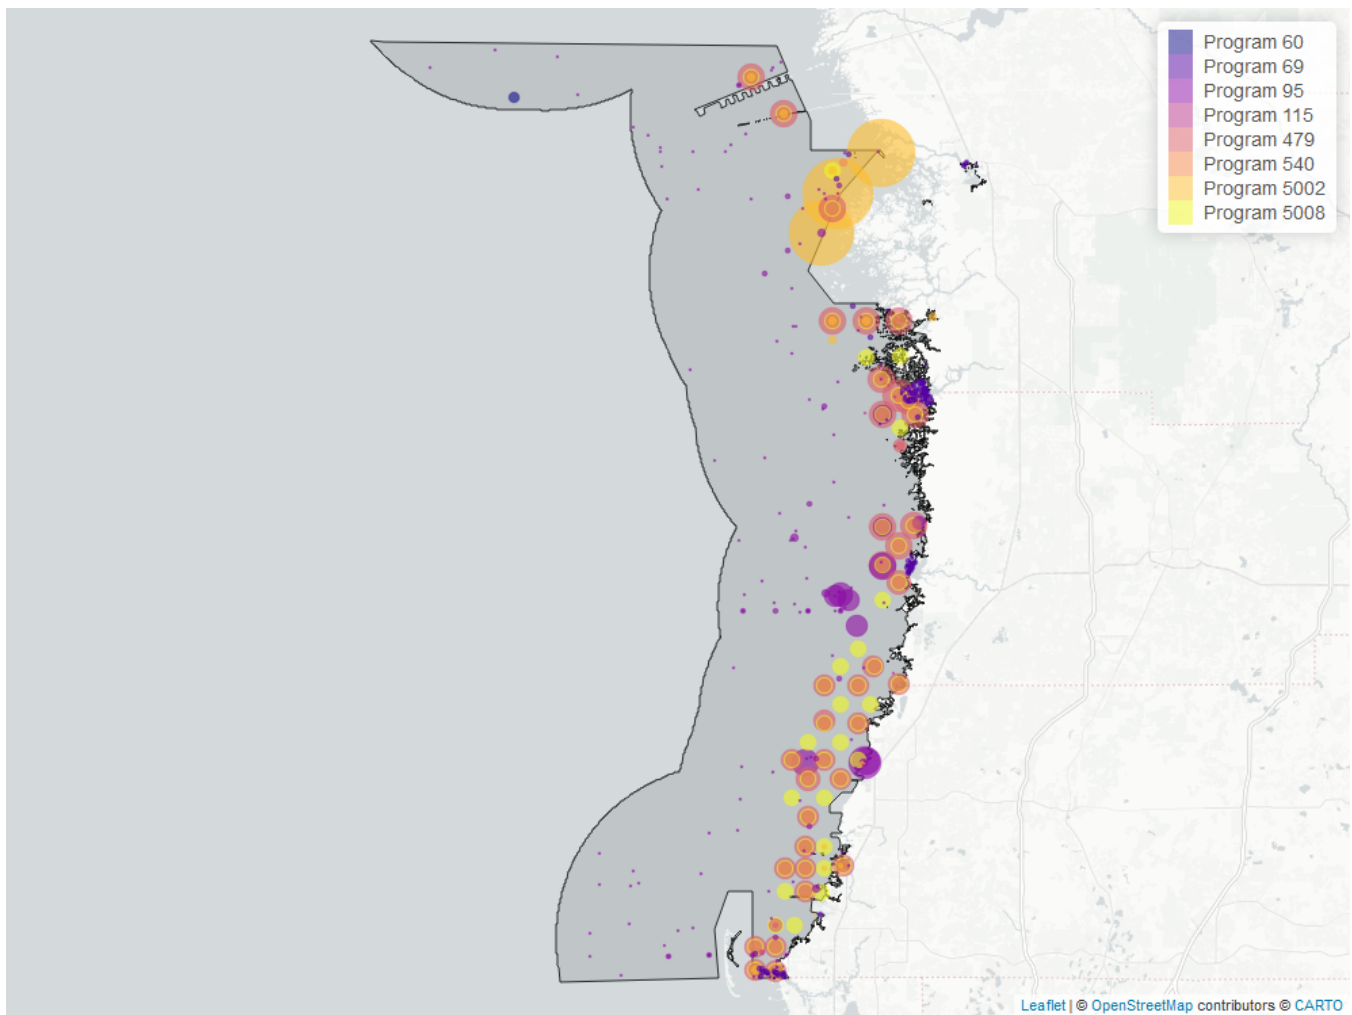 Program 60
Program 69
Program 95
Program 115
Program 479
Program 540
Program 5002
Program 5008
Leaflet | © OpenStreetMap contributors © CARTO